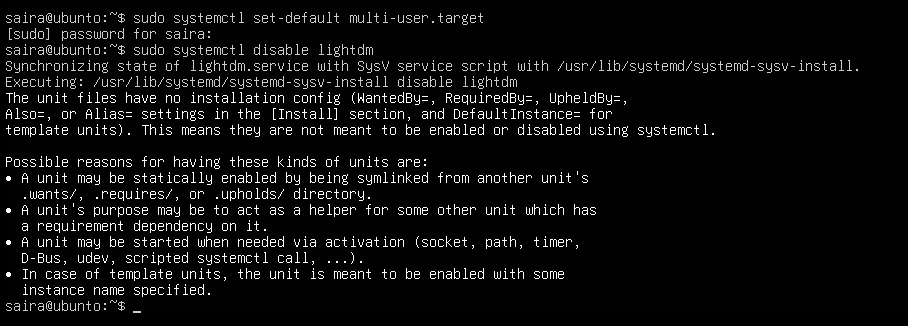 saira@ubunto:~$ sudo systemctl set-default multi-user.target
[sudo] password for saira:
saira@ubunto:~$ sudo systemctl disable lightdm
Synchronizing state of lightdm.service with SysV service script with /usr/lib/systemd/systemd-sysv-install.
Executing: /usr/lib/systemd/systemd-sysv-install disable lightdm
The unit files have no installation config (WantedBy=, RequiredBy=, UpheldBy=,
Also=, or Alias= settings in the [Install] section, and DefaultInstance= for
template units). This means they are not meant to be enabled or disabled using systemctl.

Possible reasons for having these kinds of units are:
• A unit may be statically enabled by being symlinked from another unit's
  .wants/, .requires/, or .upholds/ directory.
• A unit's purpose may be to act as a helper for some other unit which has
  a requirement dependency on it.
• A unit may be started when needed via activation (socket, path, timer,
  D-Bus, udev, scripted systemctl call, ...).
• In case of template units, the unit is meant to be enabled with some
  instance name specified.
saira@ubunto:~$ _